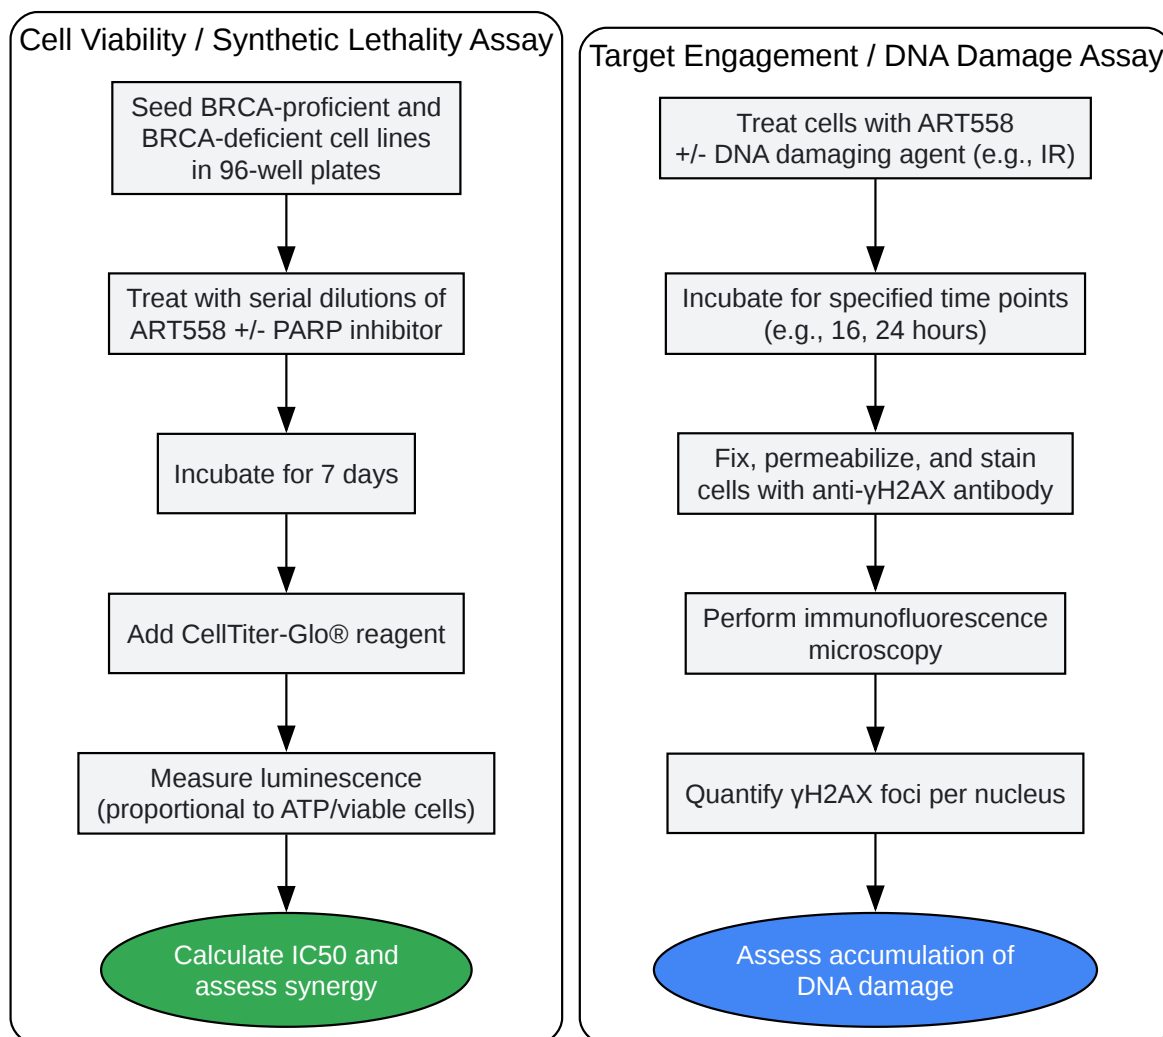 Cell Viability / Synthetic Lethality Assay
Seed BRCA-proficient and
BRCA-deficient cell lines
in 96-well plates
Treat with serial dilutions of
ART558 +/- PARP inhibitor
Incubate for 7 days
Add CellTiter-Glo® reagent
Measure luminescence
(proportional to ATP/viable cells)
Calculate IC50 and
assess synergy
Target Engagement / DNA Damage Assay
Treat cells with ART558
+/- DNA damaging agent (e.g., IR)
Incubate for specified time points
(e.g., 16, 24 hours)
Fix, permeabilize, and stain
cells with anti-γH2AX antibody
Perform immunofluorescence
microscopy
Quantify γH2AX foci per nucleus
Assess accumulation of
DNA damage